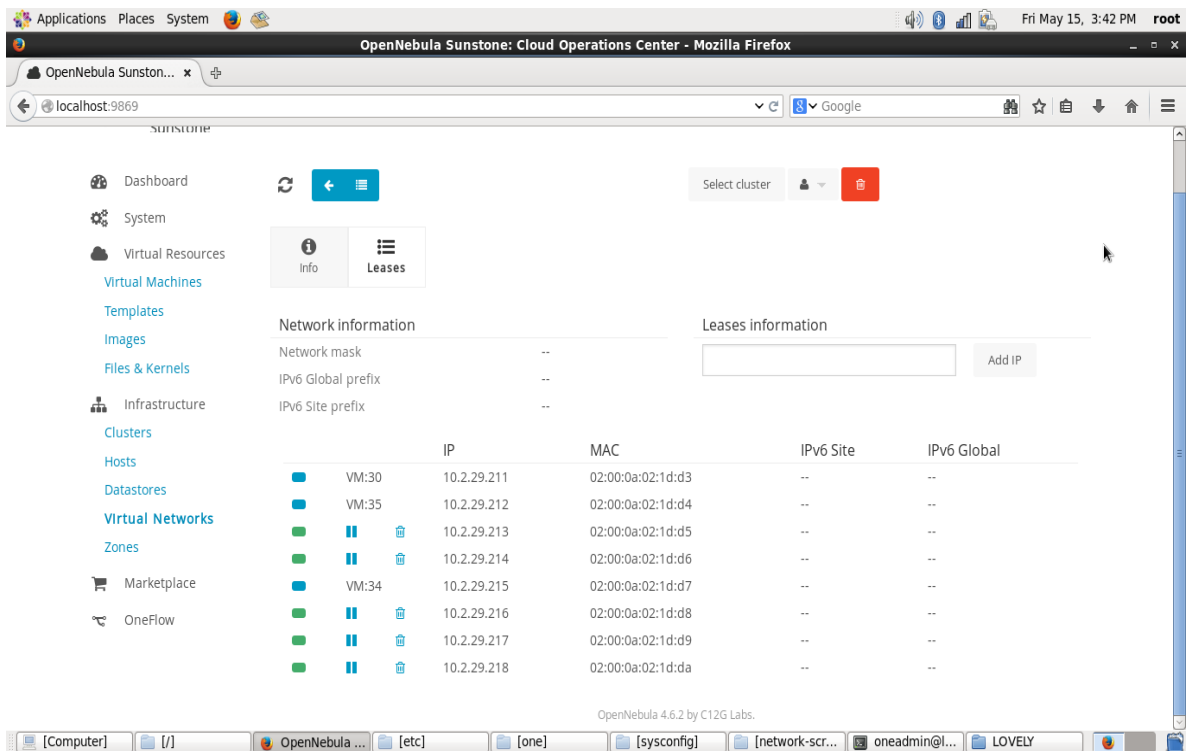 Applications Places System Fri May 15, 3:42 PM root
OpenNebula Sunstone: Cloud Operations Center - Mozilla Firefox
OpenNebula Sunston...
localhost:9869 Google
Sunstone
Dashboard
Select cluster
System
Virtual Resources
Info Leases
Virtual Machines
Templates
Images
Files & Kernels
Infrastructure
Clusters
Hosts
Datastores
Virtual Networks
Zones
Marketplace
OneFlow
Network information
Network mask --
IPv6 Global prefix --
IPv6 Site prefix --
Leases information
Add IP
IP MAC IPv6 Site IPv6 Global
VM:30 10.2.29.211 02:00:0a:02:1d:d3 -- --
VM:35 10.2.29.212 02:00:0a:02:1d:d4 -- --
10.2.29.213 02:00:0a:02:1d:d5 -- --
10.2.29.214 02:00:0a:02:1d:d6 -- --
VM:34 10.2.29.215 02:00:0a:02:1d:d7 -- --
10.2.29.216 02:00:0a:02:1d:d8 -- --
10.2.29.217 02:00:0a:02:1d:d9 -- --
10.2.29.218 02:00:0a:02:1d:da -- --
OpenNebula 4.6.2 by C12G Labs.
[Computer] [/] OpenNebula ... [etc] [one] [sysconfig] [network-scr... oneadmin@l... LOVELY